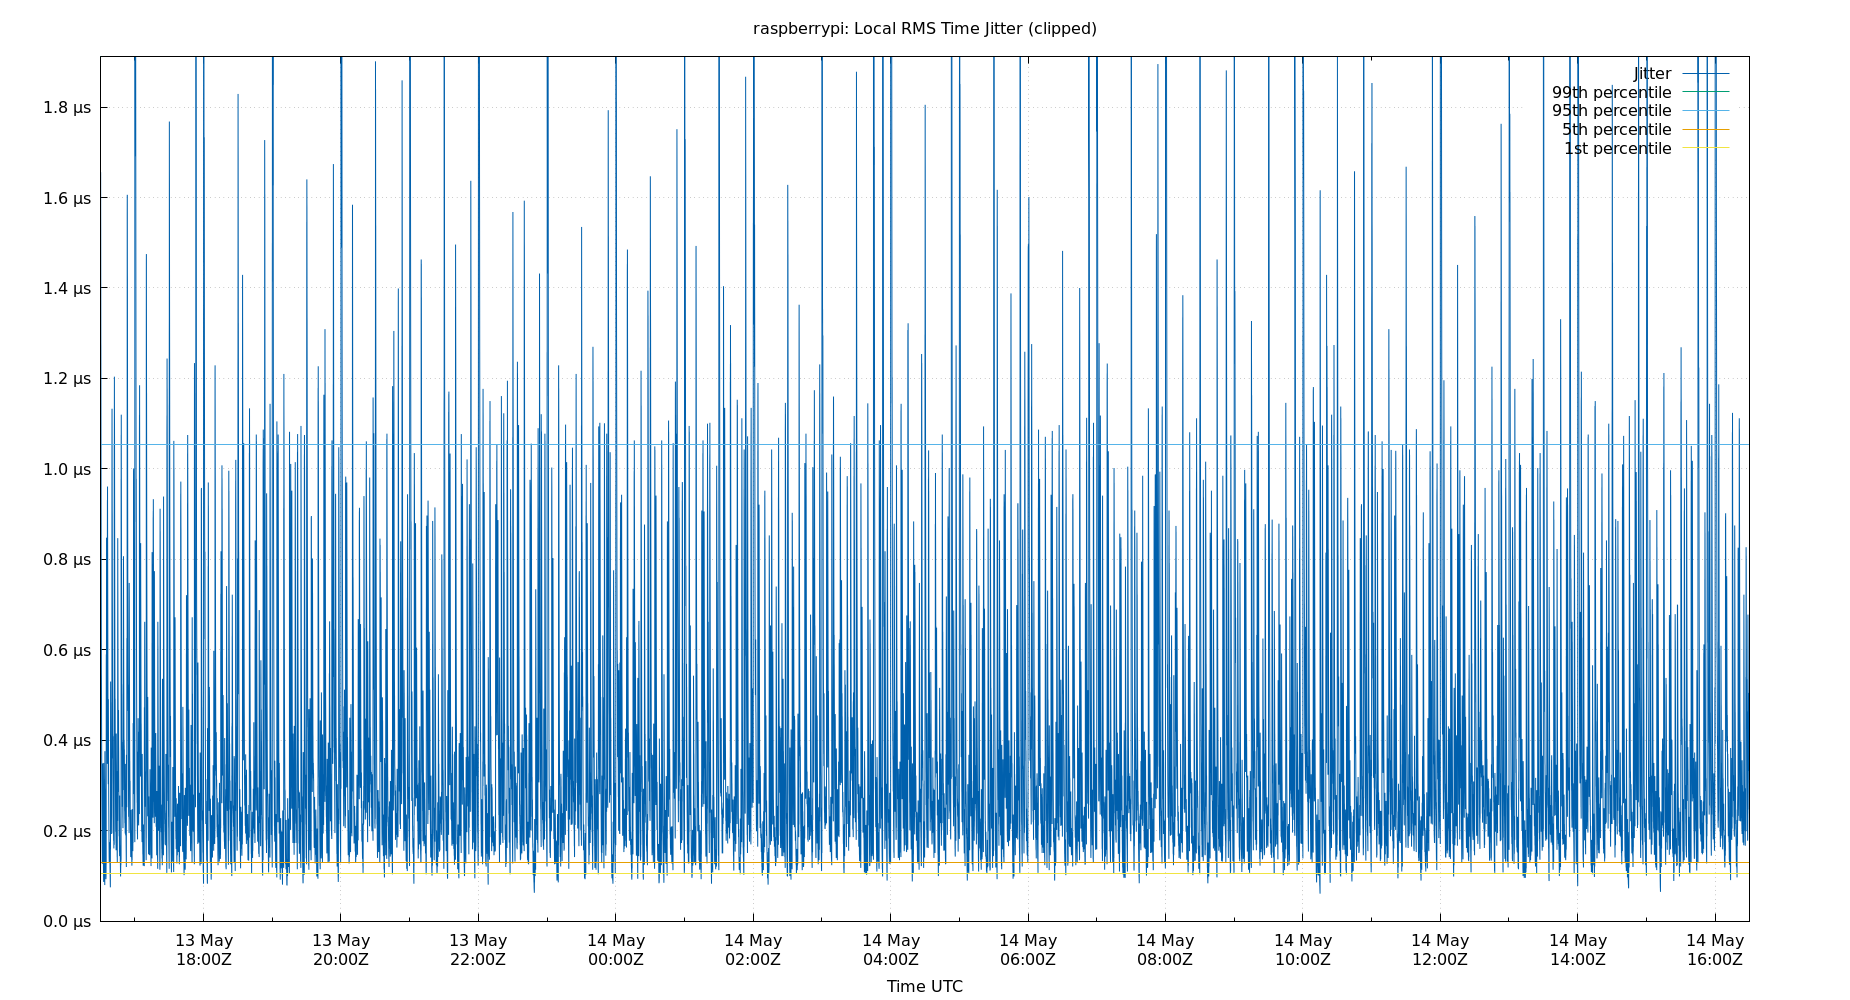 raspberrypi: Local RMS Time Jitter (clipped)
Jitter
99th percentile
95th percentile
5th percentile
1st percentile
1.8 µs
1.6 µs
1.4 µs
1.2 µs
1.0 µs
0.8 µs
0.6 µs
0.4 µs
0.2 µs
0.0 µs
13 May 13 May 13 May 14 May 14 May 14 May 14 May 14 May 14 May 14 May 14 May 14 May
18:00Z 20:00Z 22:00Z 00:00Z 02:00Z 04:00Z 06:00Z 08:00Z 10:00Z 12:00Z 14:00Z 16:00Z
Time UTC